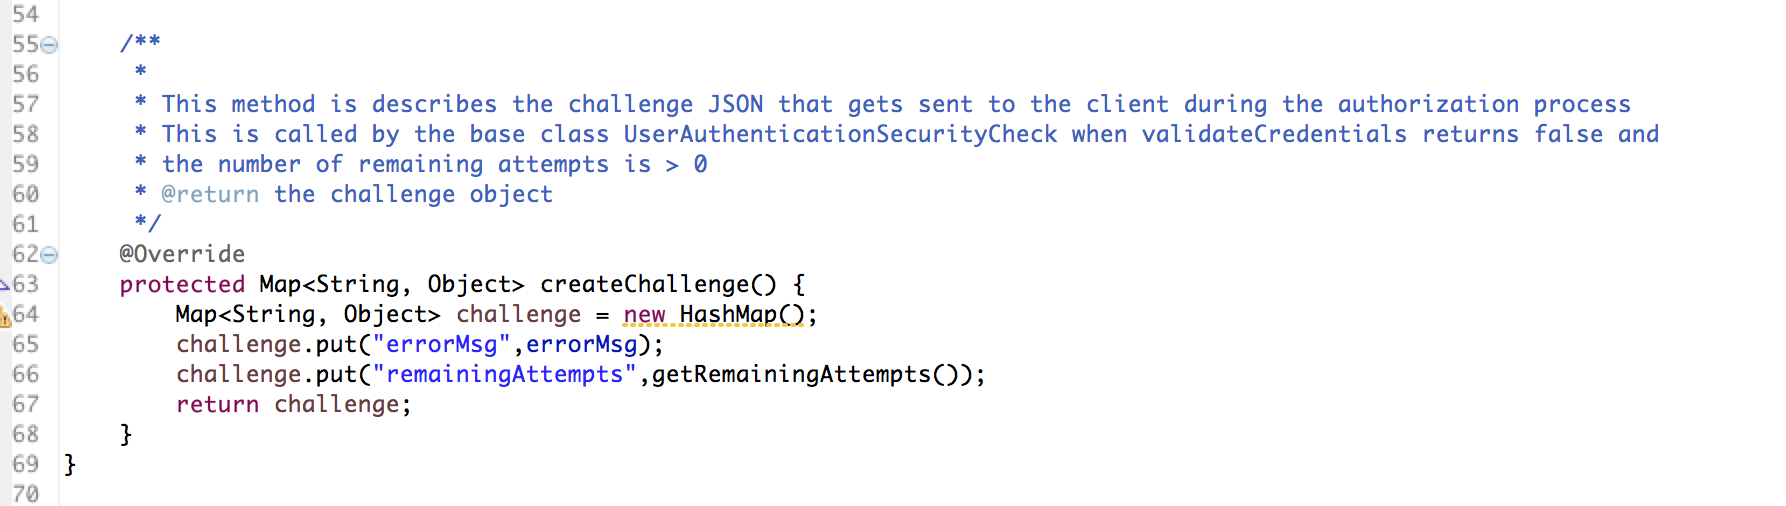 54
55 /**
56 *
57 * This method is describes the challenge JSON that gets sent to the client during the authorization process
58 * This is called by the base class UserAuthenticationSecurityCheck when validateCredentials returns false and
59 * the number of remaining attempts is > 0
60 * @return the challenge object
61 */
62 @Override
63 protected Map<String, Object> createChallenge() {
64 Map<String, Object> challenge = new HashMap();
65 challenge.put("errorMsg",errorMsg);
66 challenge.put("remainingAttempts",getRemainingAttempts());
67 return challenge;
68 }
69 }
70